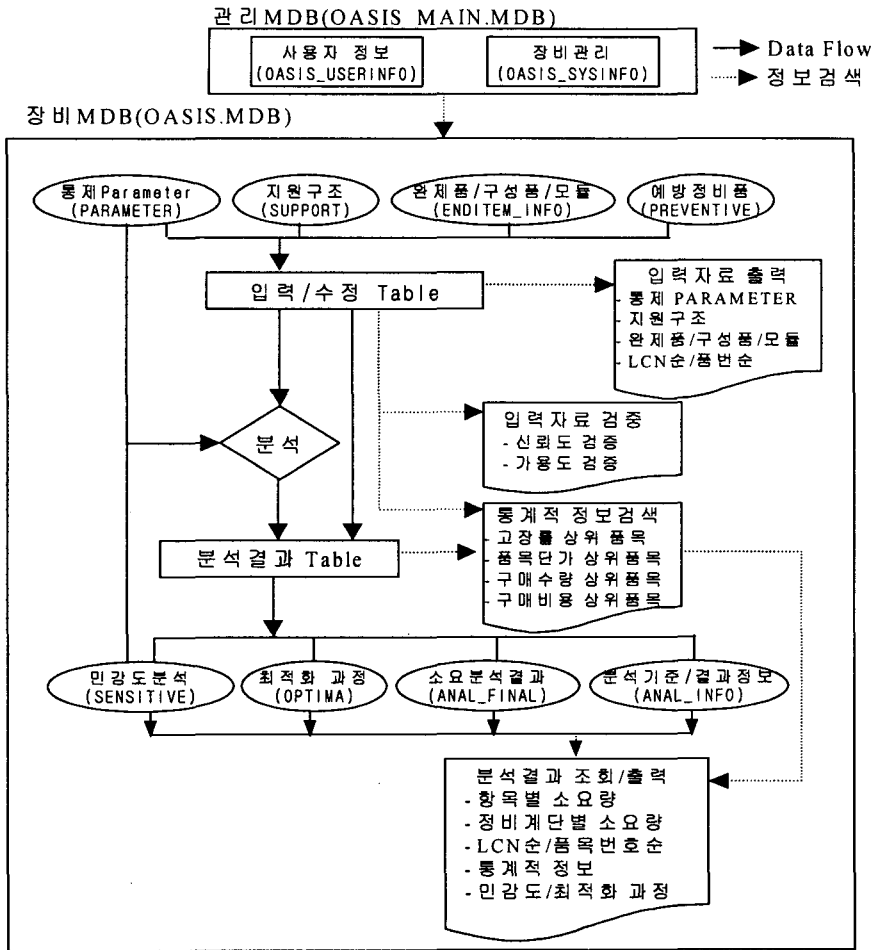 관리MDB(OASIS MAIN.MDB)
사용자 정보
(OASIS_USERINFO)
장비관리
(OASIS_SYSINFO)
Data Flow
정보검색
장비MDB(OASIS.MDB)
통제Parameter
(PARAMETER)
지원구조
(SUPPORT)
완제품/구성품/모듈
(ENDITEM_INFO)
예방정비품
(PREVENTIVE)
입력/수정 Table
입력자료 출력
- 통제 PARAMETER
- 지원구조
- 완제품/구성품/모듈
- LCN순/품번순
분석
입력자료 검증
- 신뢰도 검증
- 가용도 검증
통계적 정보검색
- 고장률 상위 품목
- 품목단가 상위품목
- 구매수량 상위품목
- 구매비용 상위품목
분석결과 Table
민감도분석
(SENSITIVE)
최적화 과정
(OPTIMA)
소요분석결과
(ANAL_FINAL)
분석기준/결과정보
(ANAL_INFO)
분석결과 조회/출력
- 항목별 소요량
- 정비계단별 소요량
- LCN순/품목번호순
- 통계적 정보
- 민감도/최적화 과정